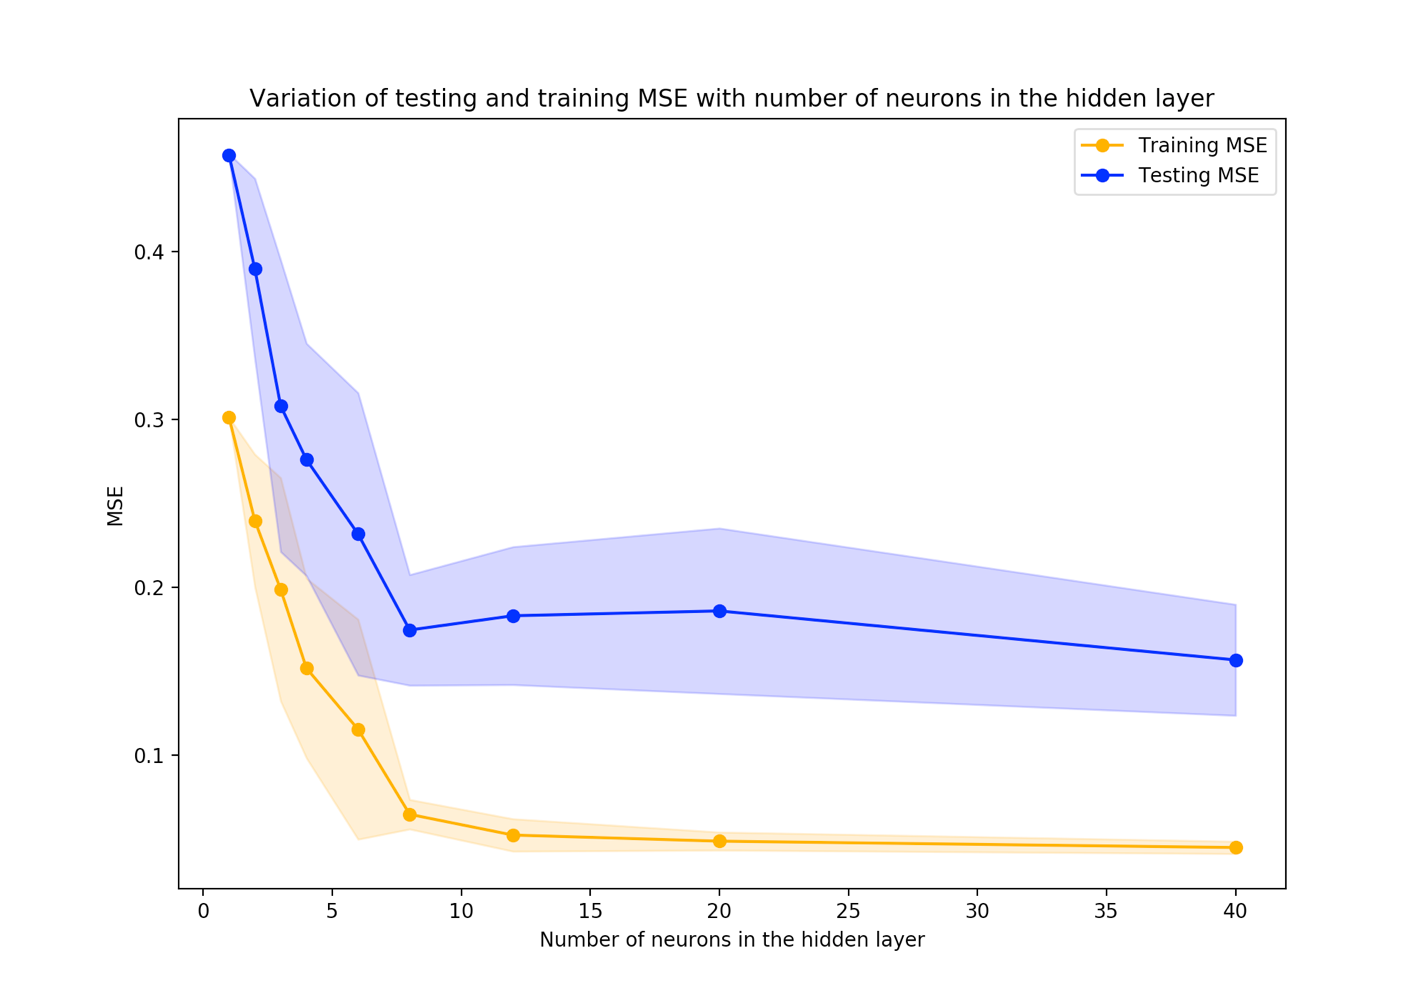 Variation of testing and training MSE with number of neurons in the hidden layer
Training MSE
Testing MSE
0.4
0.3
0.2
0.1
MSE
0 5 10 15 20 25 30 35 40
Number of neurons in the hidden layer